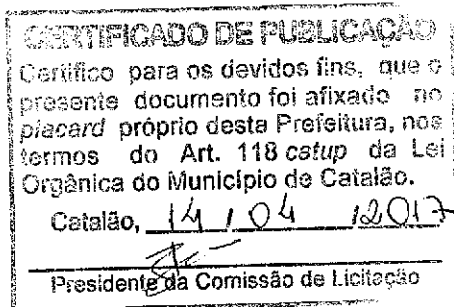 CERTIFICADO DE PUBLICAÇÃO
Certifico para os devidos fins, que o
presente documento foi afixado no
placard próprio desta Prefeitura, nos
termos do Art. 118 catup da Lei
Orgânica do Município de Catalão.
Catalão, 14 / 04 / 2017
Presidente da Comissão de Licitação